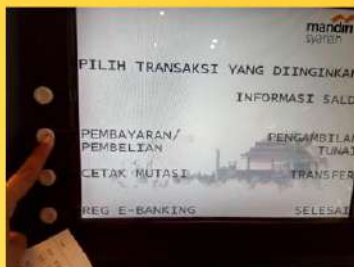 mandiri
syariah
PILIH TRANSAKSI YANG DIINGINKAN
INFORMASI SALDO
PEMBAYARAN/
PEMBELIAN
PENGAMBILAN
TUNAI
CETAK MUTASI
TRANSFER
REG E-BANKING
SELESAI